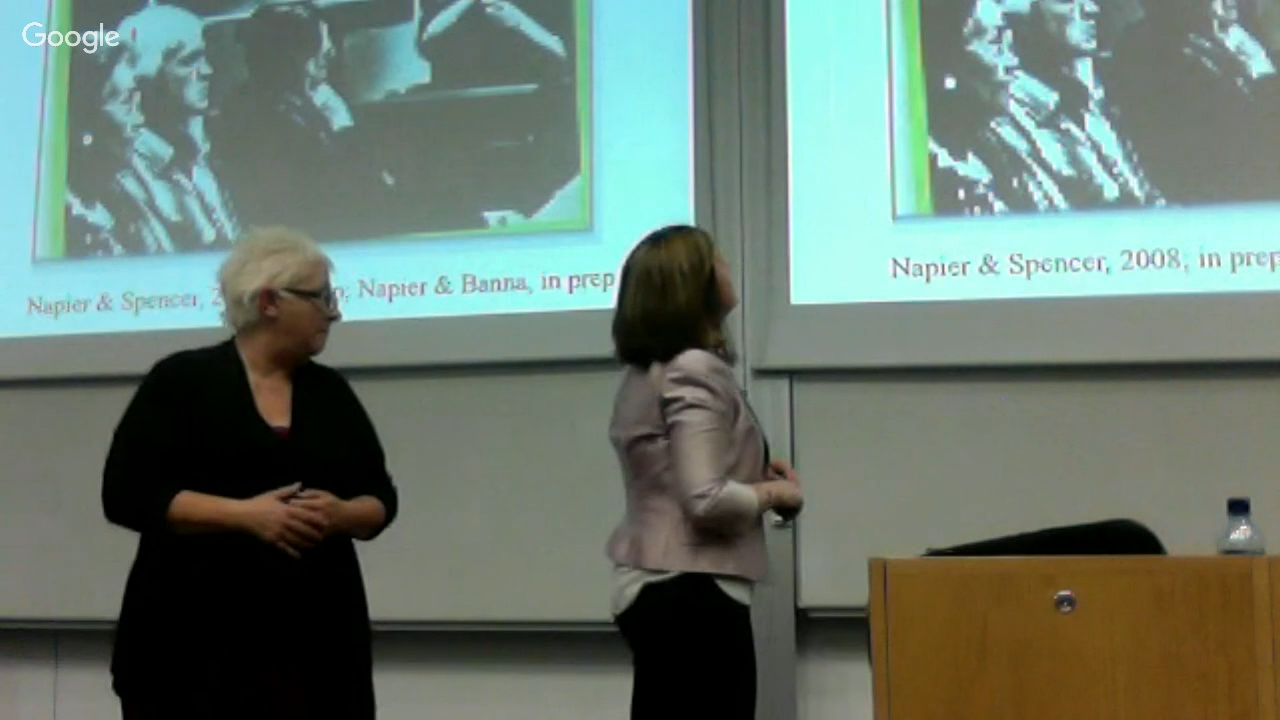 Google
Napier & Spencer, 2 p; Napier & Banna, in prep
Napier & Spencer, 2008, in prep